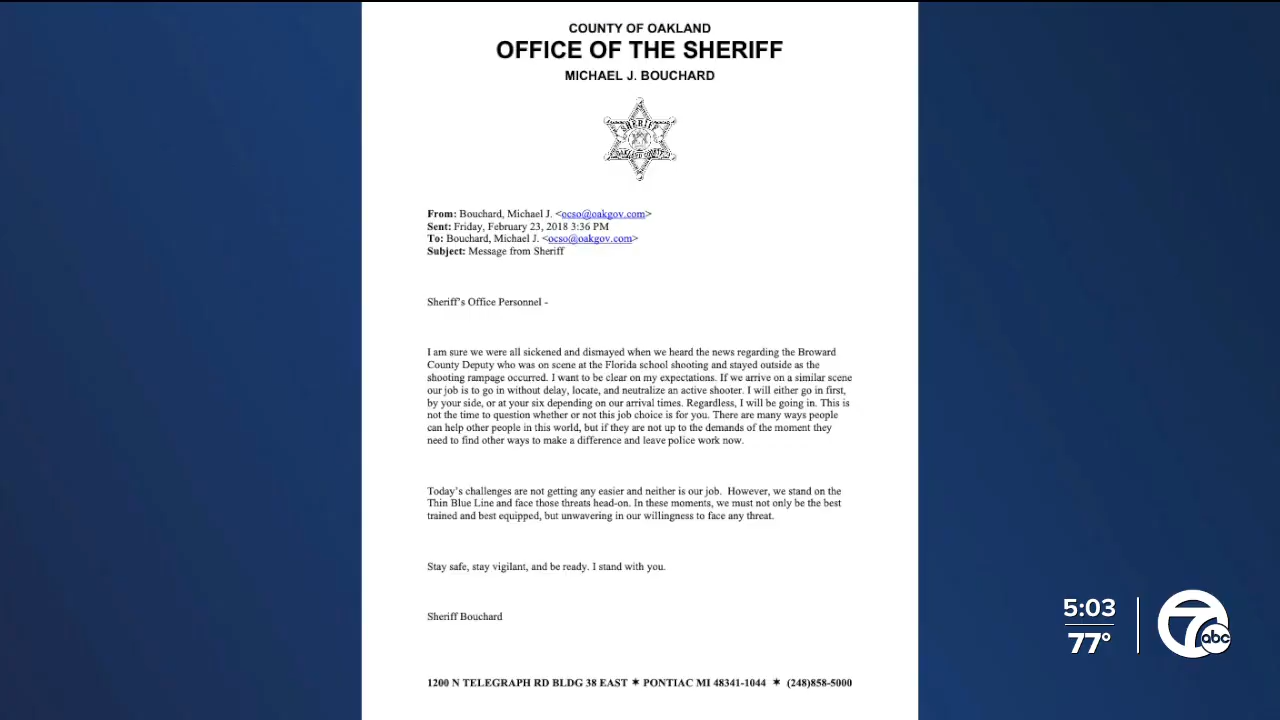 COUNTY OF OAKLAND
OFFICE OF THE SHERIFF
MICHAEL J. BOUCHARD
SHERIFF
OAKLAND COUNTY
From: Bouchard, Michael J. <ocso@oakgov.com>
Sent: Friday, February 23, 2018 3:36 PM
To: Bouchard, Michael J. <ocso@oakgov.com>
Subject: Message from Sheriff
Sheriff's Office Personnel -
I am sure we were all sickened and dismayed when we heard the news regarding the Broward
County Deputy who was on scene at the Florida school shooting and stayed outside as the
shooting rampage occurred. I want to be clear on my expectations. If we arrive on a similar scene
our job is to go in without delay, locate, and neutralize an active shooter. I will either go in first,
by your side, or at your six depending on our arrival times. Regardless, I will be going in. This is
not the time to question whether or not this job choice is for you. There are many ways people
can help other people in this world, but if they are not up to the demands of the moment they
need to find other ways to make a difference and leave police work now.
Today's challenges are not getting any easier and neither is our job.  However, we stand on the
Thin Blue Line and face those threats head-on. In these moments, we must not only be the best
trained and best equipped, but unwavering in our willingness to face any threat.
Stay safe, stay vigilant, and be ready. I stand with you.
Sheriff Bouchard
1200 N TELEGRAPH RD BLDG 38 EAST ✶ PONTIAC MI 48341-1044 ✶ (248)858-5000
5:03
77°
7
abc